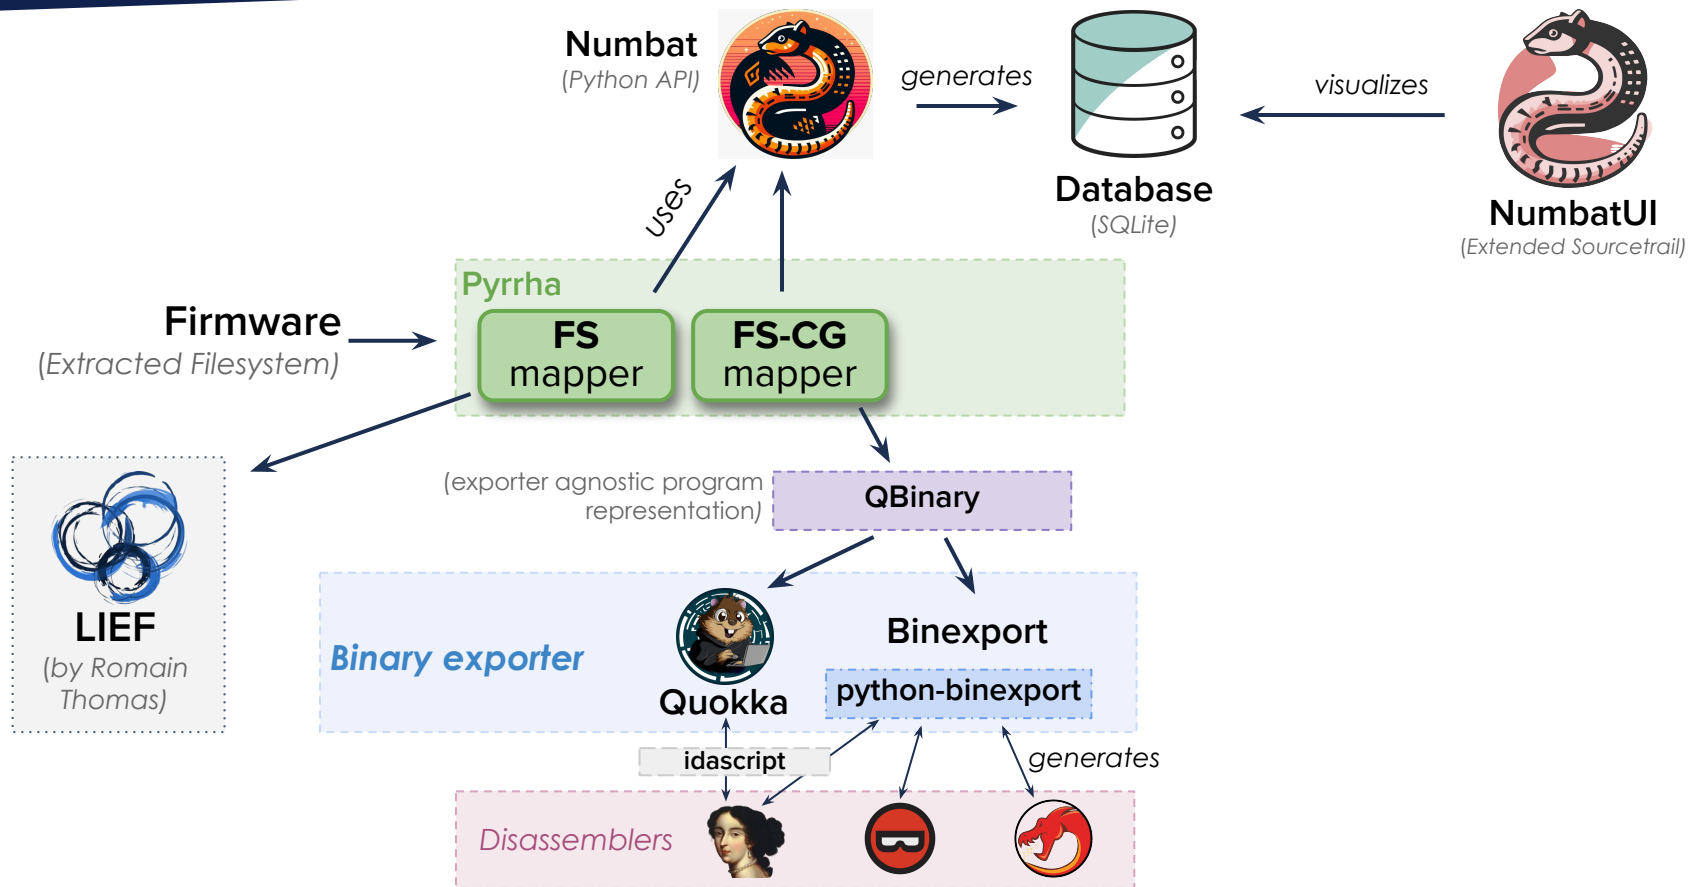 Numbat
(Python API)
generates
visualizes
Database
(SQLite)
NumbatUI
(Extended Sourcetrail)
uses
Pyrrha
Firmware
(Extracted Filesystem)
FS
mapper
FS-CG
mapper
(exporter agnostic program
representation)
QBinary
LIEF
(by Romain
Thomas)
Binary exporter
Quokka
Binexport
python-binexport
idascript
generates
Disassemblers